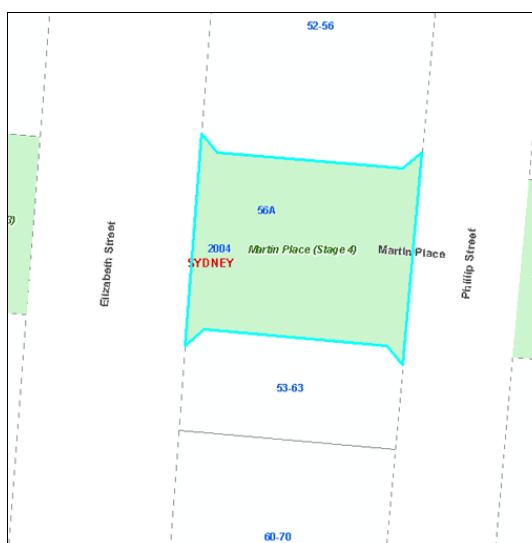 52-56
56A
3)
2004
Martin Place (Stage 4)
Martin Place
SYDNEY
Elizabeth Street
Phillip Street
53-63
60-70